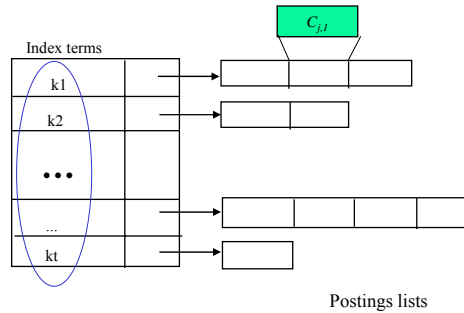 C_{j,1}
Index terms
k1
k2
•••
...
kt
Postings lists